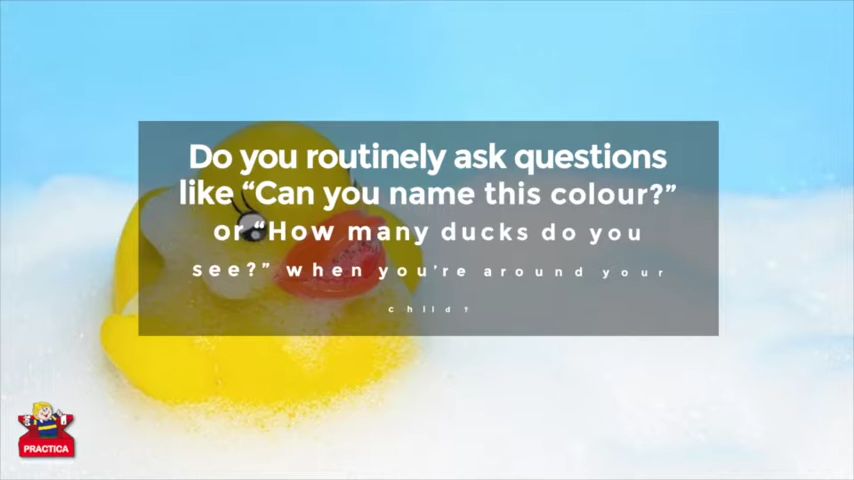 Do you routinely ask questions
like “Can you name this colour?”
or “How many ducks do you
see?” when you’re around your
child?
PRACTICA